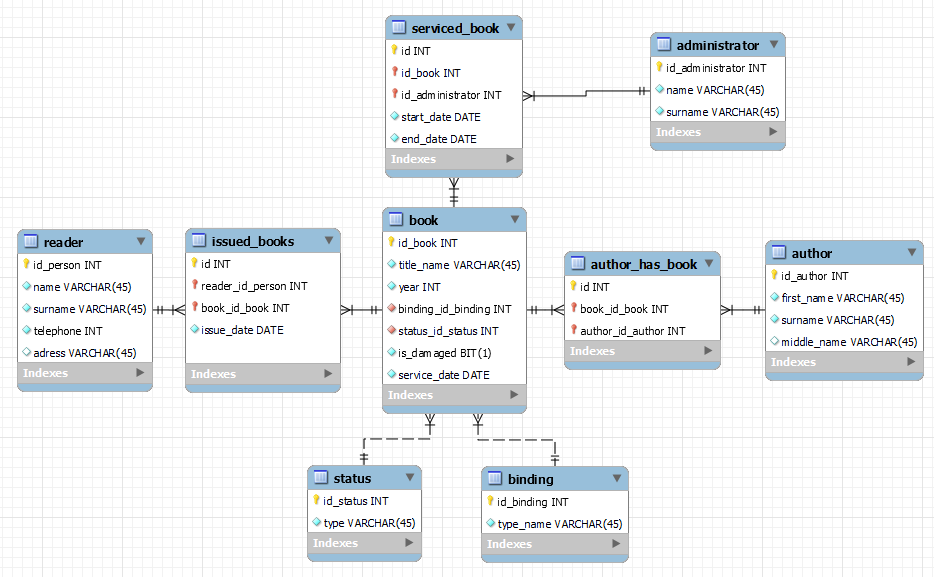 serviced_book
id INT
id_book INT
id_administrator INT
start_date DATE
end_date DATE
Indexes
administrator
id_administrator INT
name VARCHAR(45)
surname VARCHAR(45)
Indexes
reader
id_person INT
name VARCHAR(45)
surname VARCHAR(45)
telephone INT
adress VARCHAR(45)
Indexes
issued_books
id INT
reader_id_person INT
book_id_book INT
issue_date DATE
Indexes
book
id_book INT
title_name VARCHAR(45)
year INT
binding_id_binding INT
status_id_status INT
is_damaged BIT(1)
service_date DATE
Indexes
author_has_book
id INT
book_id_book INT
author_id_author INT
Indexes
author
id_author INT
first_name VARCHAR(45)
surname VARCHAR(45)
middle_name VARCHAR(45)
Indexes
status
id_status INT
type VARCHAR(45)
Indexes
binding
id_binding INT
type_name VARCHAR(45)
Indexes